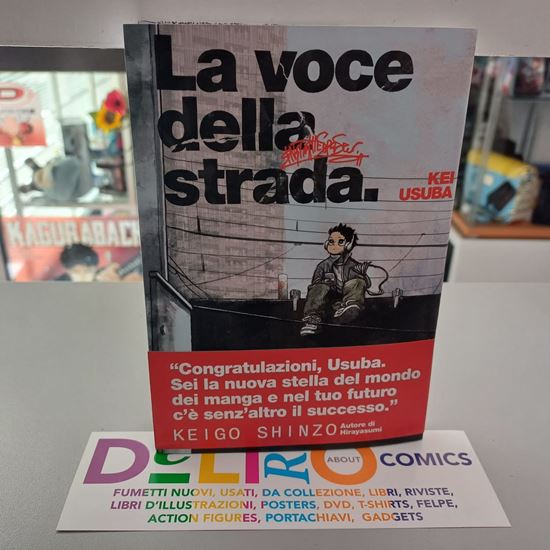 La voce
della
strada.
KEI
USUBA
KAGURABACHI
“Congratulazioni, Usuba.
Sei la nuova stella del mondo
dei manga e nel tuo futuro
c’è senz’altro il successo.”
KEIGO SHINZO
Autore di
Hirayasumi
DeLIRIO
ABOUT
COMICS
FUMETTI NUOVI, USATI, DA COLLEZIONE, LIBRI, RIVISTE,
LIBRI D'ILLUSTRAZIONI, POSTERS, DVD, T-SHIRTS, FELPE,
ACTION FIGURES, PORTACHIAVI, GADGETS